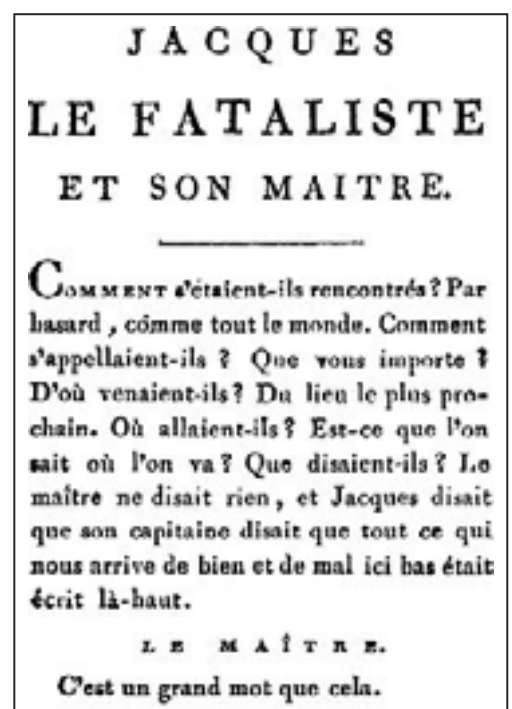 JACQUES
LE FATALISTE
ET SON MAITRE.
COMMENT s'étaient-ils rencontrés ? Par
hasard , cómme tout le monde. Comment
s'appellaient-ils ? Que vous importe ?
D'où venaient-ils ? Du lieu le plus pro-
chain. Où allaient-ils ? Est-ce que l'on
sait où l'on va ? Que disaient-ils ? Le
maître ne disait rien , et Jacques disait
que son capitaine disait que tout ce qui
nous arrive de bien et de mal ici bas était
écrit là-haut.
LE MAÎTRE.
C'est un grand mot que cela.